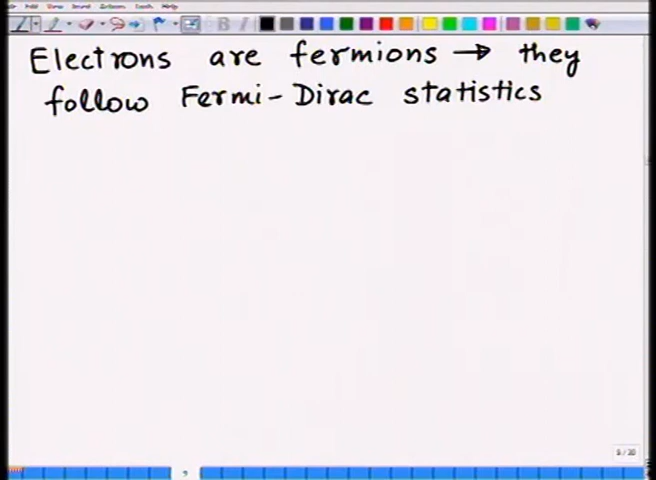 Electrons are fermions → they
follow Fermi-Dirac statistics